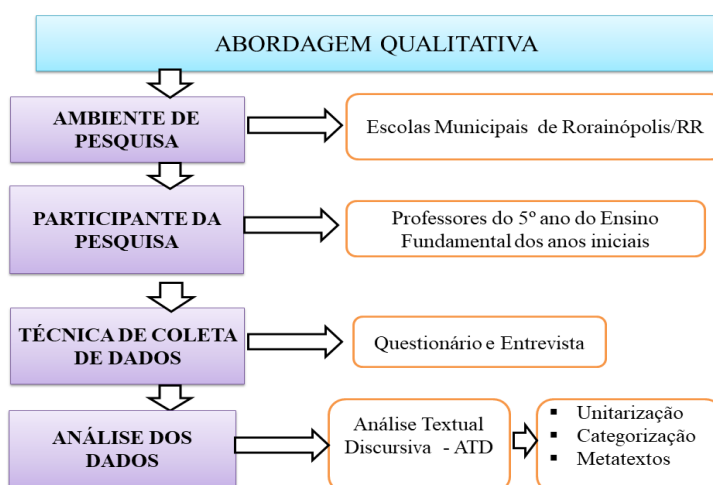 ABORDAGEM QUALITATIVA
AMBIENTE DE
PESQUISA
Escolas Municipais de Rorainópolis/RR
PARTICIPANTE DA
PESQUISA
Professores do 5º ano do Ensino
Fundamental dos anos iniciais
TÉCNICA DE COLETA
DE DADOS
Questionário e Entrevista
ANÁLISE DOS
DADOS
Análise Textual
Discursiva - ATD
▪ Unitarização
▪ Categorização
▪ Metatextos